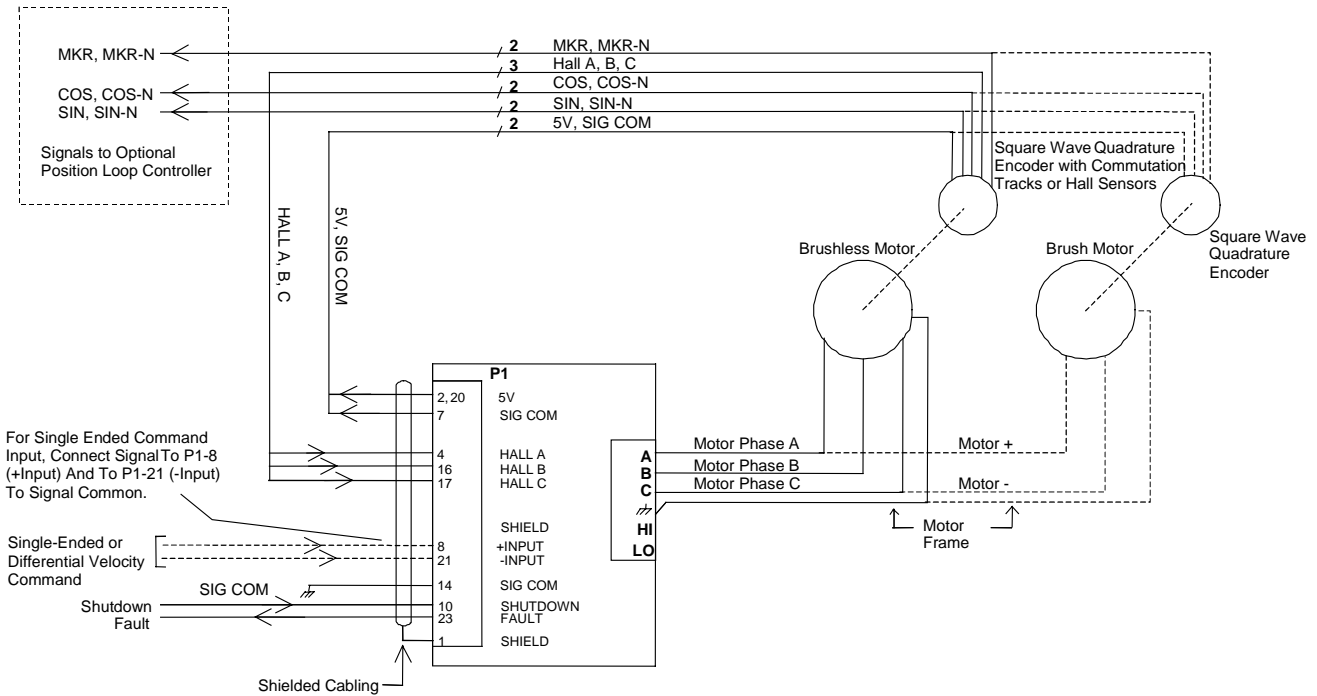 MKR, MKR-N
2 MKR, MKR-N
3 Hall A, B, C
COS, COS-N
2 COS, COS-N
SIN, SIN-N
2 SIN, SIN-N
2 5V, SIG COM
Signals to Optional
Position Loop Controller
Square Wave Quadrature
Encoder with Commutation
Tracks or Hall Sensors
HALL A, B, C
5V, SIG COM
Brushless Motor
Brush Motor
Square Wave
Quadrature
Encoder
P1
2, 20 5V
7 SIG COM
For Single Ended Command
Input, Connect Signal To P1-8
(+Input) And To P1-21 (-Input)
To Signal Common.
4 HALL A
16 HALL B
17 HALL C
A Motor Phase A Motor +
B Motor Phase B
C Motor Phase C Motor -
HI
LO
Motor
Frame
SHIELD
Single-Ended or
Differential Velocity
Command
8 +INPUT
21 -INPUT
SIG COM
14 SIG COM
Shutdown
10 SHUTDOWN
Fault
23 FAULT
1 SHIELD
Shielded Cabling